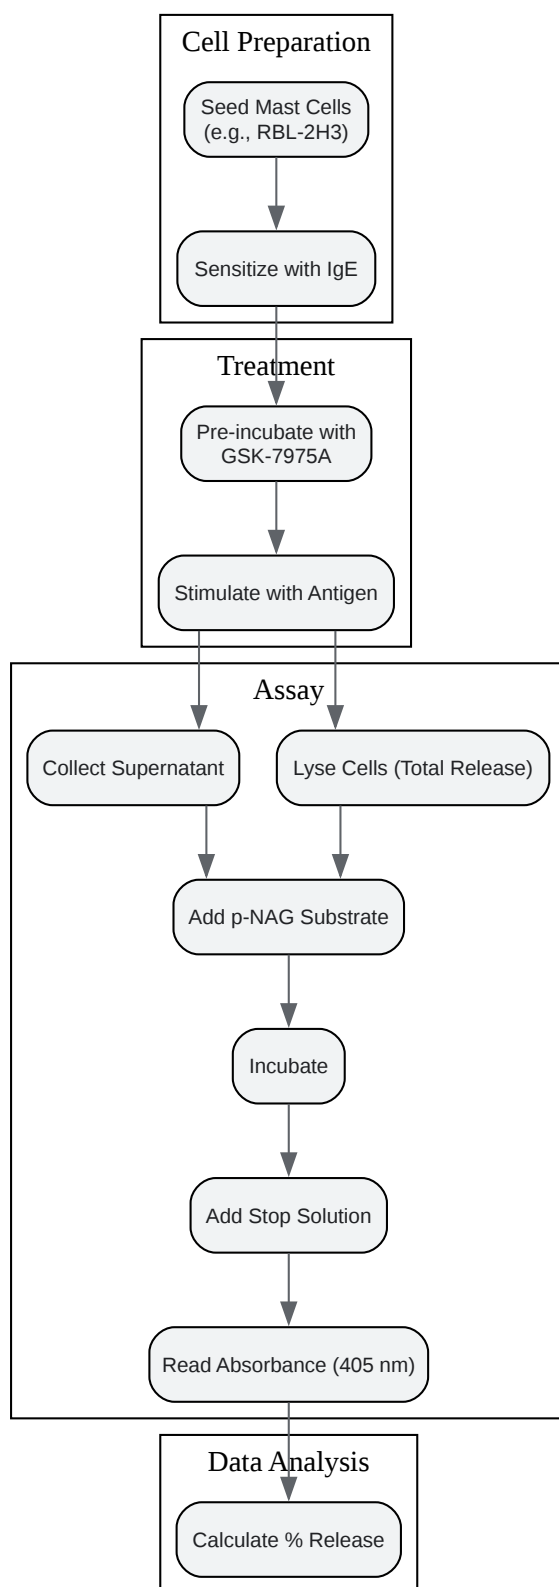 Cell Preparation
Seed Mast Cells
(e.g., RBL-2H3)
Sensitize with IgE
Treatment
Pre-incubate with
GSK-7975A
Stimulate with Antigen
Assay
Collect Supernatant
Lyse Cells (Total Release)
Add p-NAG Substrate
Incubate
Add Stop Solution
Read Absorbance (405 nm)
Data Analysis
Calculate % Release